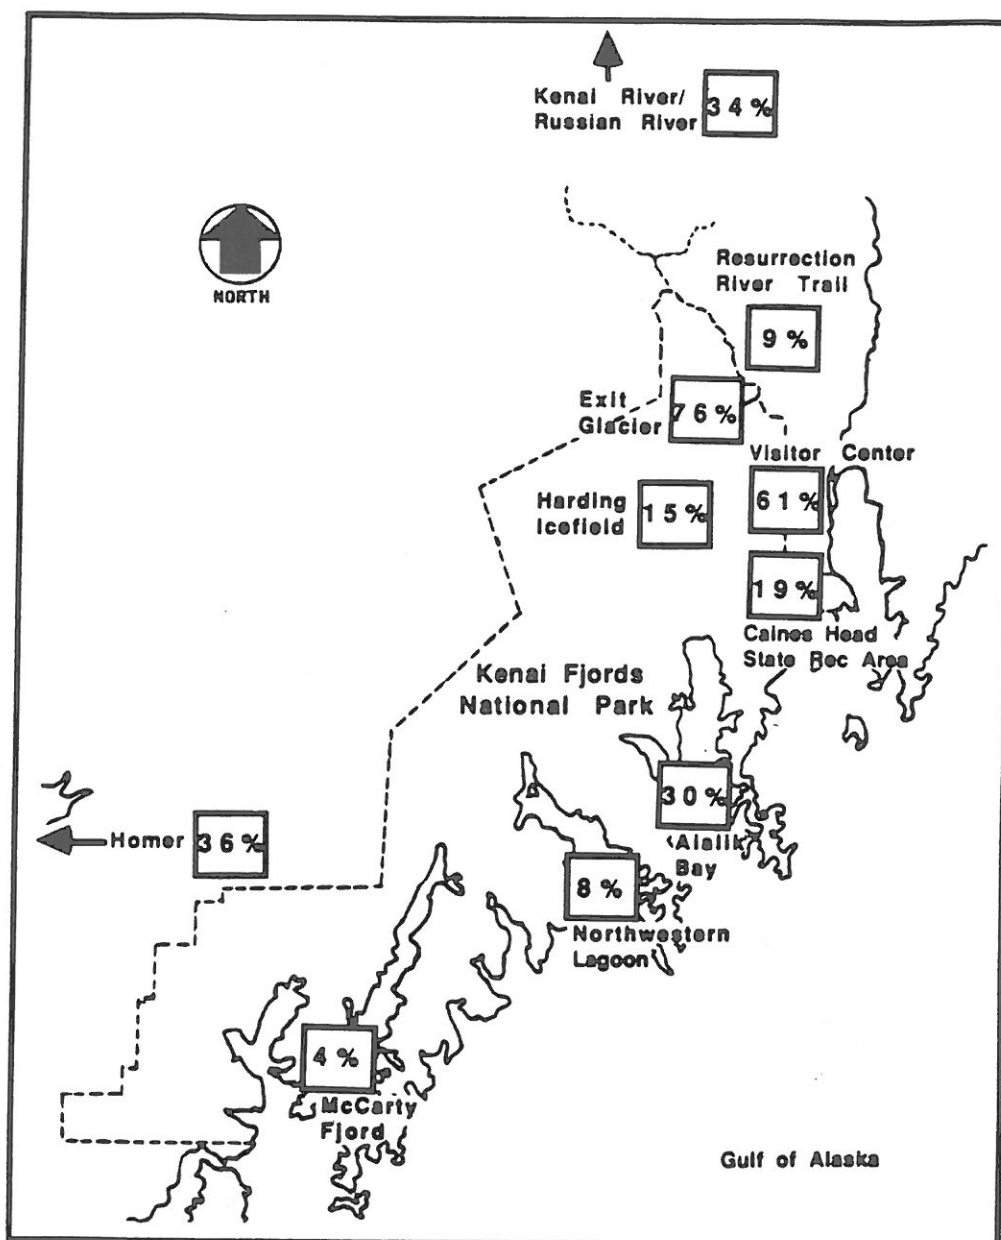 Kenai River/
Russian River
34%
NORTH
Resurrection
River Trail
9%
Exit
Glacier
76%
Visitor Center
61%
Harding
Icefield
15%
19%
Caines Head
State Rec Area
Kenai Fjords
National Park
30%
Aialik
Bay
Homer
36%
8%
Northwestern
Lagoon
4%
McCarty
Fjord
Gulf of Alaska